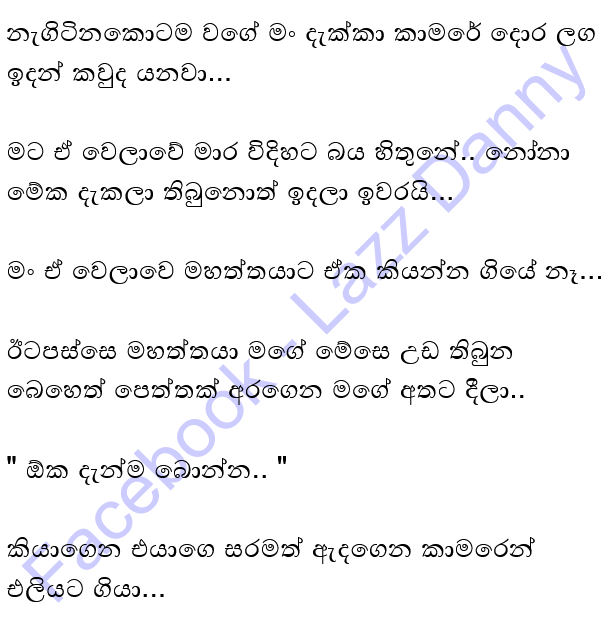 නැගිටිනකොටම වගේ මං දැක්කා කාමරේ දොර ලග
ඉදන් කවුද යනවා...
මට ඒ වෙලාවේ මාර විදිහට බය හිතුනේ.. නෝනා
මේක දැකලා තිබුනොත් ඉදලා ඉවරයි...
මං ඒ වෙලාවෙ මහත්තයාට ඒක කියන්න ගියේ නෑ...
ඊටපස්සෙ මහත්තයා මගේ මේසෙ උඩ තිබුන
බෙහෙත් පෙත්තක් අරගෙන මගේ අතට දීලා..
" ඕක දැන්ම බොන්න.. "
කියාගෙන එයාගෙ සරමත් ඇදගෙන කාමරෙන්
එලියට ගියා...
Facebook - Lazz Danny